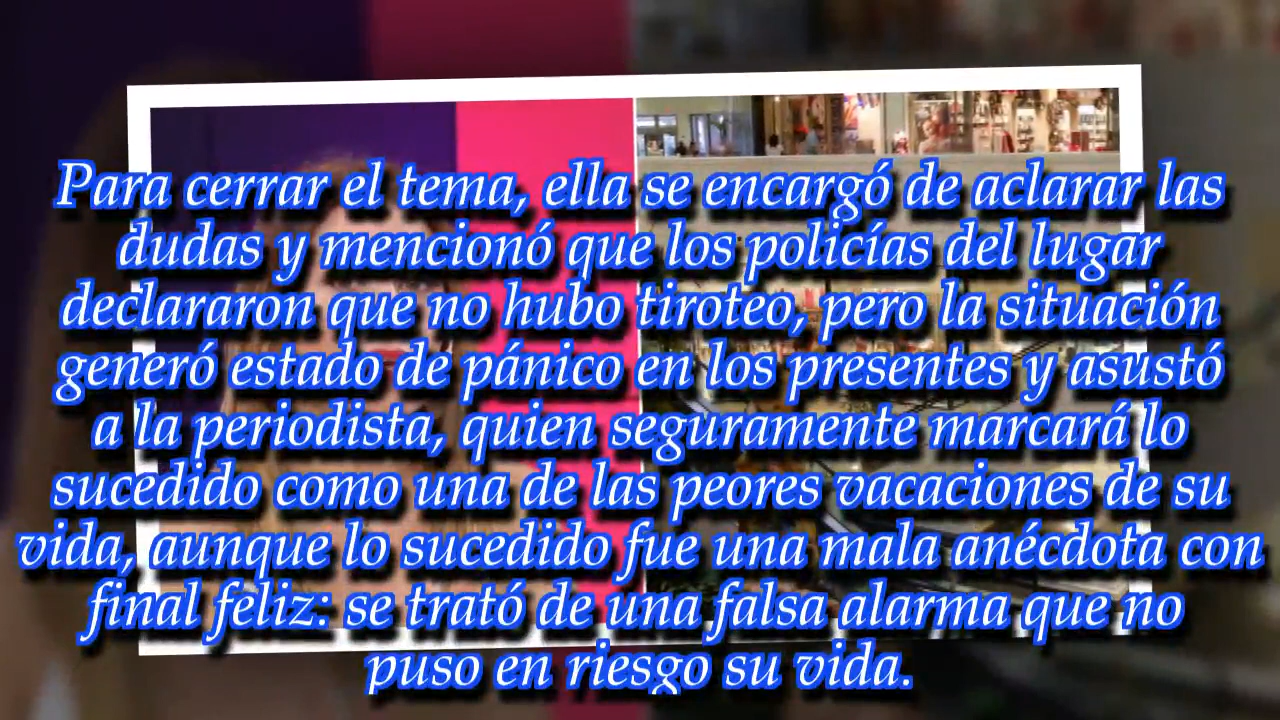 Para cerrar el tema, ella se encargó de aclarar las
dudas y mencionó que los policías del lugar
declararon que no hubo tiroteo, pero la situación
generó estado de pánico en los presentes y asustó
a la periodista, quien seguramente marcará lo
sucedido como una de las peores vacaciones de su
vida, aunque lo sucedido fue una mala anécdota con
final feliz: se trató de una falsa alarma que no
puso en riesgo su vida.